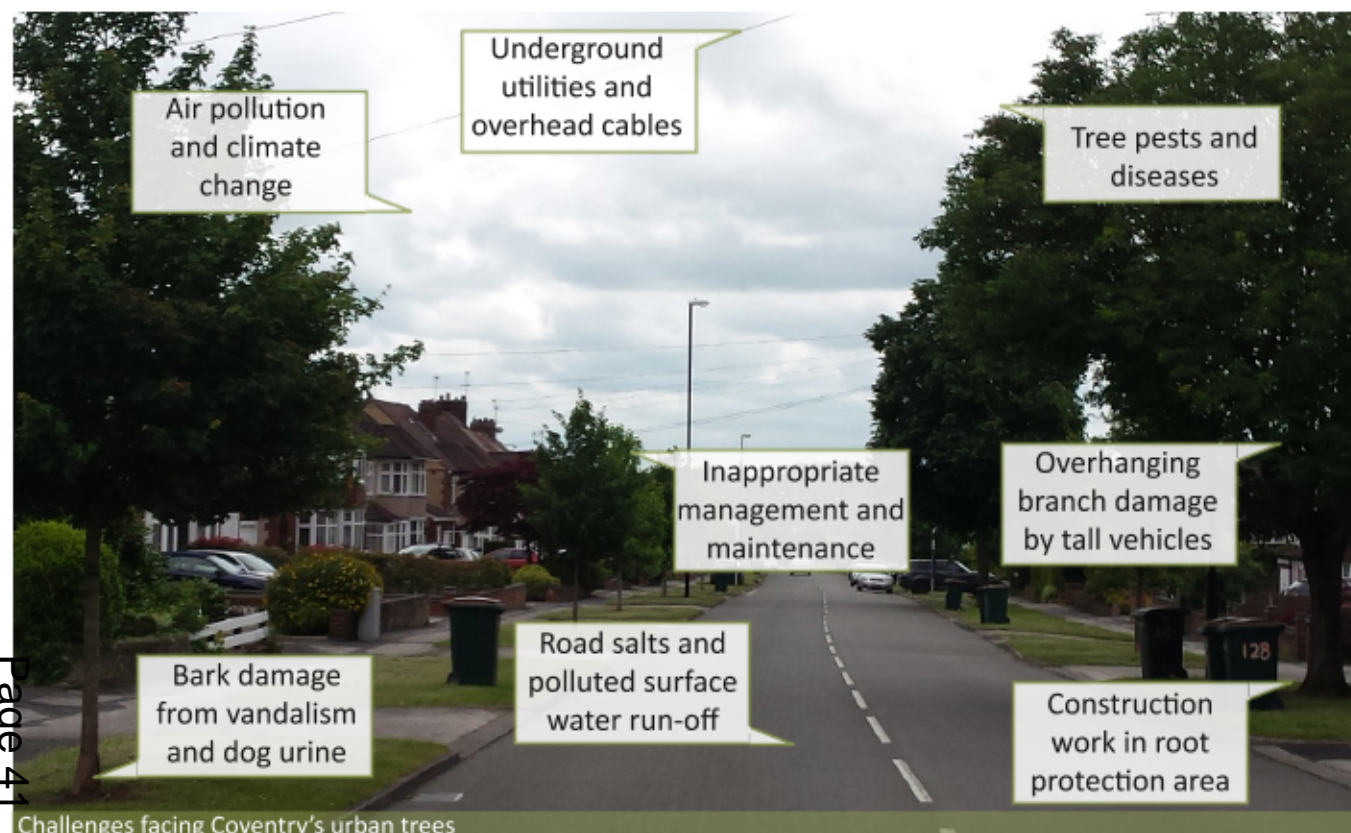 Underground
utilities and
overhead cables
Air pollution
and climate
change
Tree pests and
diseases
Inappropriate
management and
maintenance
Overhanging
branch damage
by tall vehicles
Road salts and
polluted surface
water run-off
Bark damage
from vandalism
and dog urine
128
Construction
work in root
protection area
Page 41
Challenges facing Coventry's urban trees